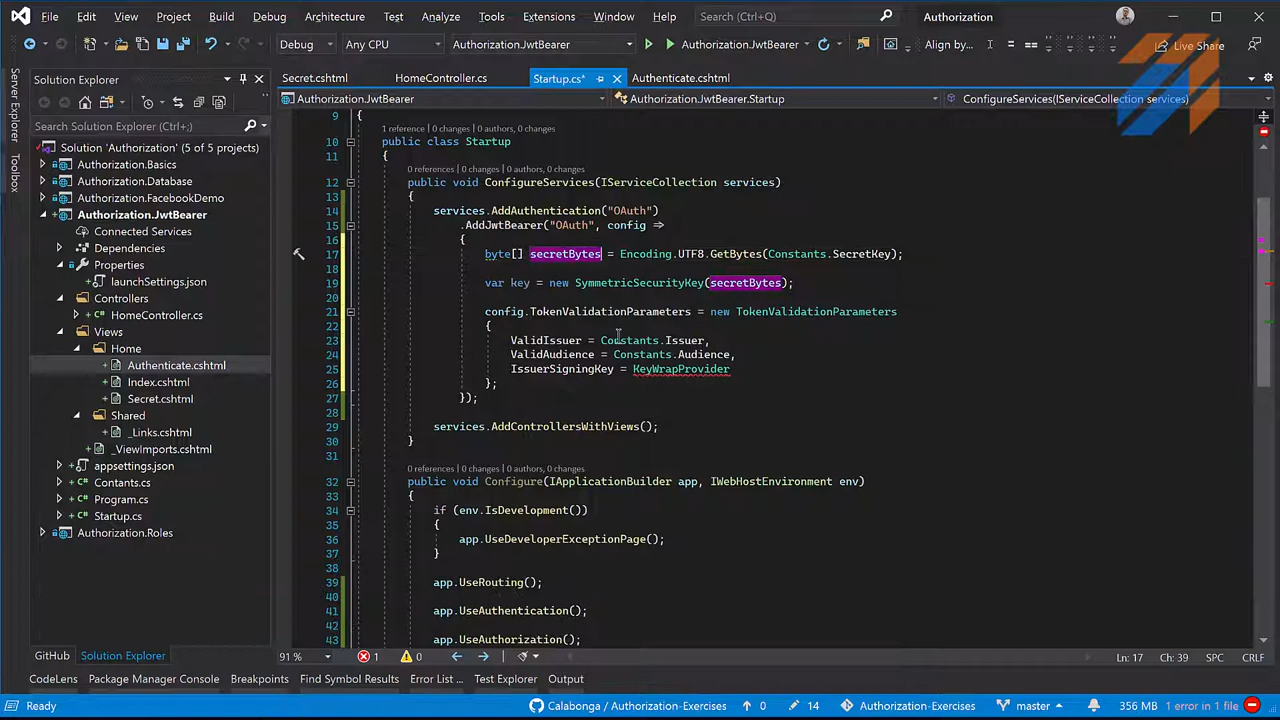 File Edit View Project Build Debug Architecture Test Analyze Tools Extensions Window Help Search (Ctrl+Q) Authorization
Debug Any CPU Authorization.JwtBearer Authorization.JwtBearer Align by... Live Share
Server Explorer
Toolbox
Solution Explorer
Search Solution Explorer (Ctrl+;)
Solution 'Authorization' (5 of 5 projects)
Authorization.Basics
Authorization.Database
Authorization.FacebookDemo
Authorization.JwtBearer
Connected Services
Dependencies
Properties
launchSettings.json
Controllers
HomeController.cs
Views
Home
Authenticate.cshtml
Index.cshtml
Secret.cshtml
Shared
_Links.cshtml
_ViewImports.cshtml
appsettings.json
Contants.cs
Program.cs
Startup.cs
Authorization.Roles
GitHub Solution Explorer
Secret.cshtml HomeController.cs Startup.cs* Authenticate.cshtml
Authorization.JwtBearer Authorization.JwtBearer.Startup ConfigureServices(IServiceCollection services)
9 {
1 reference | 0 changes | 0 authors, 0 changes
10 public class Startup
11 {
0 references | 0 changes | 0 authors, 0 changes
12 public void ConfigureServices(IServiceCollection services)
13 {
14 services.AddAuthentication("OAuth")
15 .AddJwtBearer("OAuth", config =>
16 {
17 byte[] secretBytes = Encoding.UTF8.GetBytes(Constants.SecretKey);
18
19 var key = new SymmetricSecurityKey(secretBytes);
20
21 config.TokenValidationParameters = new TokenValidationParameters
22 {
23 ValidIssuer = Constants.Issuer,
24 ValidAudience = Constants.Audience,
25 IssuerSigningKey = KeyWrapProvider
26 };
27 });
28
29 services.AddControllersWithViews();
30 }
31
0 references | 0 changes | 0 authors, 0 changes
32 public void Configure(IApplicationBuilder app, IWebHostEnvironment env)
33 {
34 if (env.IsDevelopment())
35 {
36 app.UseDeveloperExceptionPage();
37 }
38
39 app.UseRouting();
40
41 app.UseAuthentication();
42
43 app.UseAuthorization();
91 % 1 0 Ln: 17 Ch: 39 SPC CRLF
CodeLens Package Manager Console Breakpoints Find Symbol Results Error List ... Test Explorer Output
Ready Calabonga / Authorization-Exercises 0 14 Authorization-Exercises master 356 MB 1 error in 1 file